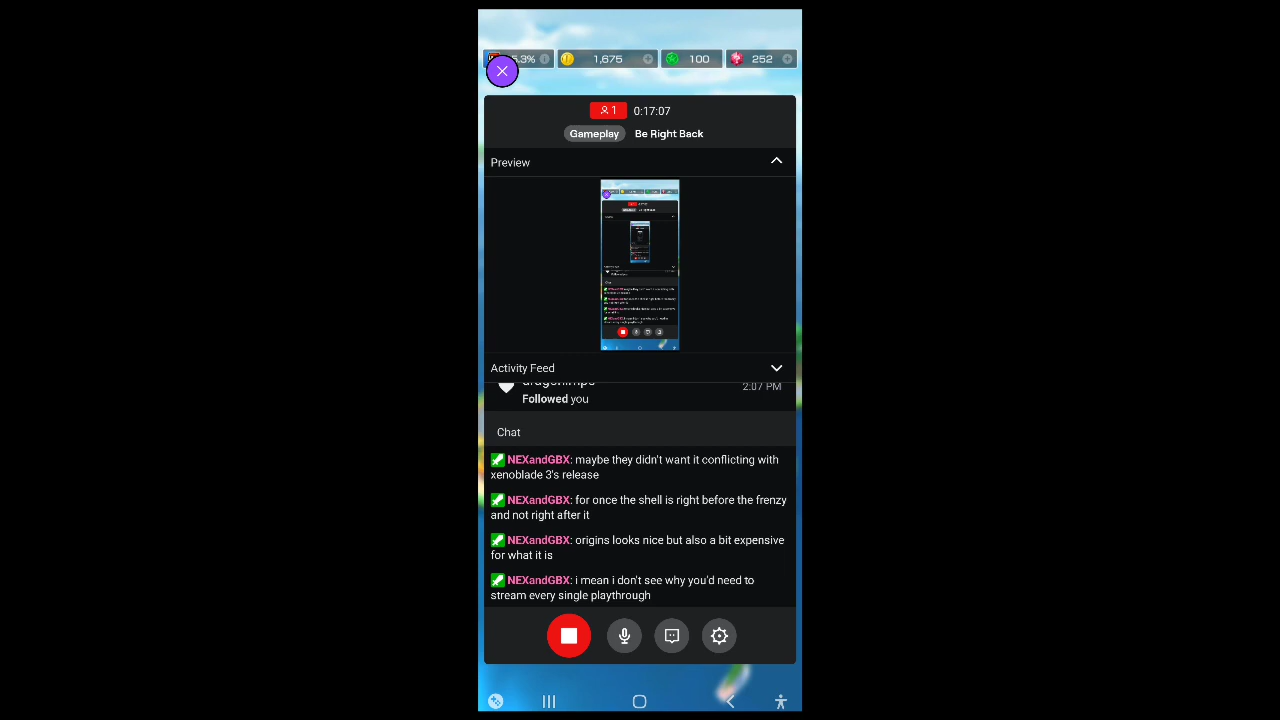 5.3%
1,675
100
252
1
0:17:07
Gameplay
Be Right Back
Preview
Activity Feed
2:07 PM
Followed you
Chat
NEXandGBX: maybe they didn't want it conflicting with
xenoblade 3's release
NEXandGBX: for once the shell is right before the frenzy
and not right after it
NEXandGBX: origins looks nice but also a bit expensive
for what it is
NEXandGBX: i mean i don't see why you'd need to
stream every single playthrough